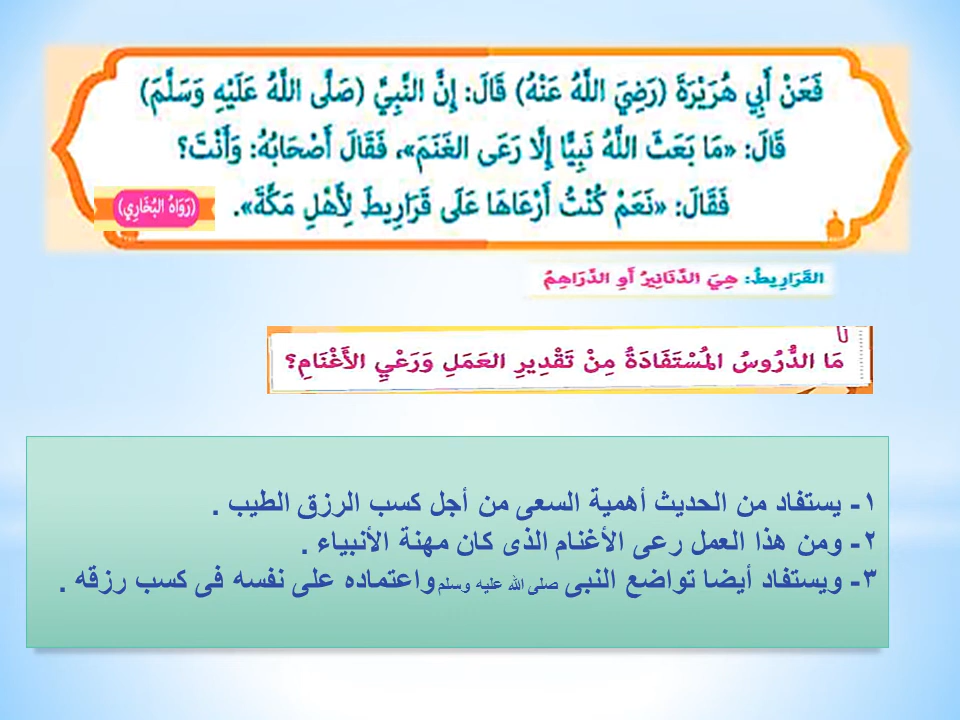 فَعَنْ أَبِي هُرَيْرَةَ (رَضِيَ اللَّهُ عَنْهُ) قَالَ: إِنَّ النَّبِيَّ (صَلَّى اللَّهُ عَلَيْهِ وَسَلَّمَ)
قَالَ: «مَا بَعَثَ اللَّهُ نَبِيًّا إِلَّا رَعَى الغَنَمَ»، فَقَالَ أَصْحَابُهُ: وَأَنْتَ؟
فَقَالَ: «نَعَمْ كُنْتُ أَرْعَاهَا عَلَى قَرَارِيطَ لِأَهْلِ مَكَّةَ».
(رَوَاهُ البُخَارِي)
القَرَارِيطُ: هِيَ الدَّنَانِيرُ أَوِ الدَّرَاهِمُ
مَا الدُّرُوسُ المُسْتَفَادَةُ مِنْ تَقْدِيرِ العَمَلِ وَرَعْيِ الأَغْنَامِ؟
١- يستفاد من الحديث أهمية السعى من أجل كسب الرزق الطيب .
٢- ومن هذا العمل رعى الأغنام الذى كان مهنة الأنبياء .
٣- ويستفاد أيضا تواضع النبى صلى الله عليه وسلم واعتماده على نفسه فى كسب رزقه .